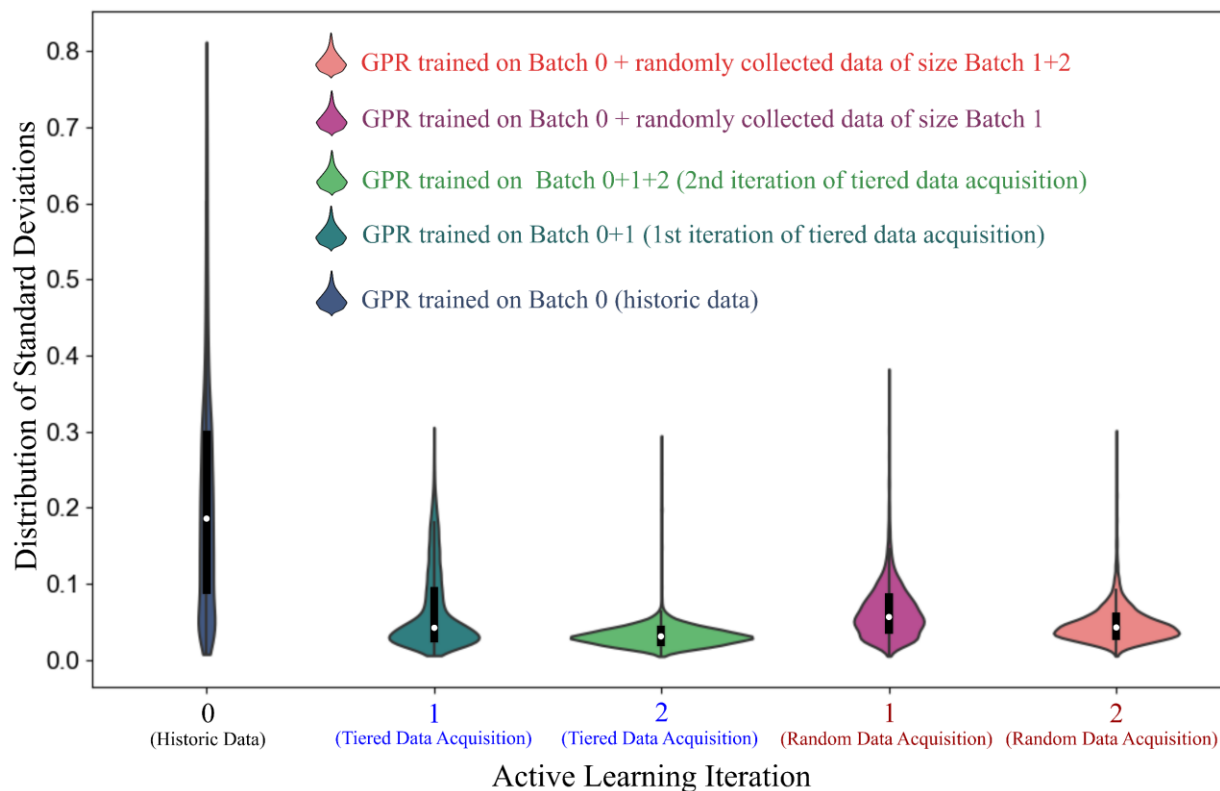 0.8
0.7
0.6
0.5
0.4
0.3
0.2
0.1
0.0
Distribution of Standard Deviations
GPR trained on Batch 0 + randomly collected data of size Batch 1+2
GPR trained on Batch 0 + randomly collected data of size Batch 1
GPR trained on Batch 0+1+2 (2nd iteration of tiered data acquisition)
GPR trained on Batch 0+1 (1st iteration of tiered data acquisition)
GPR trained on Batch 0 (historic data)
0 1 2 1 2
(Historic Data) (Tiered Data Acquisition) (Tiered Data Acquisition) (Random Data Acquisition) (Random Data Acquisition)
Active Learning Iteration